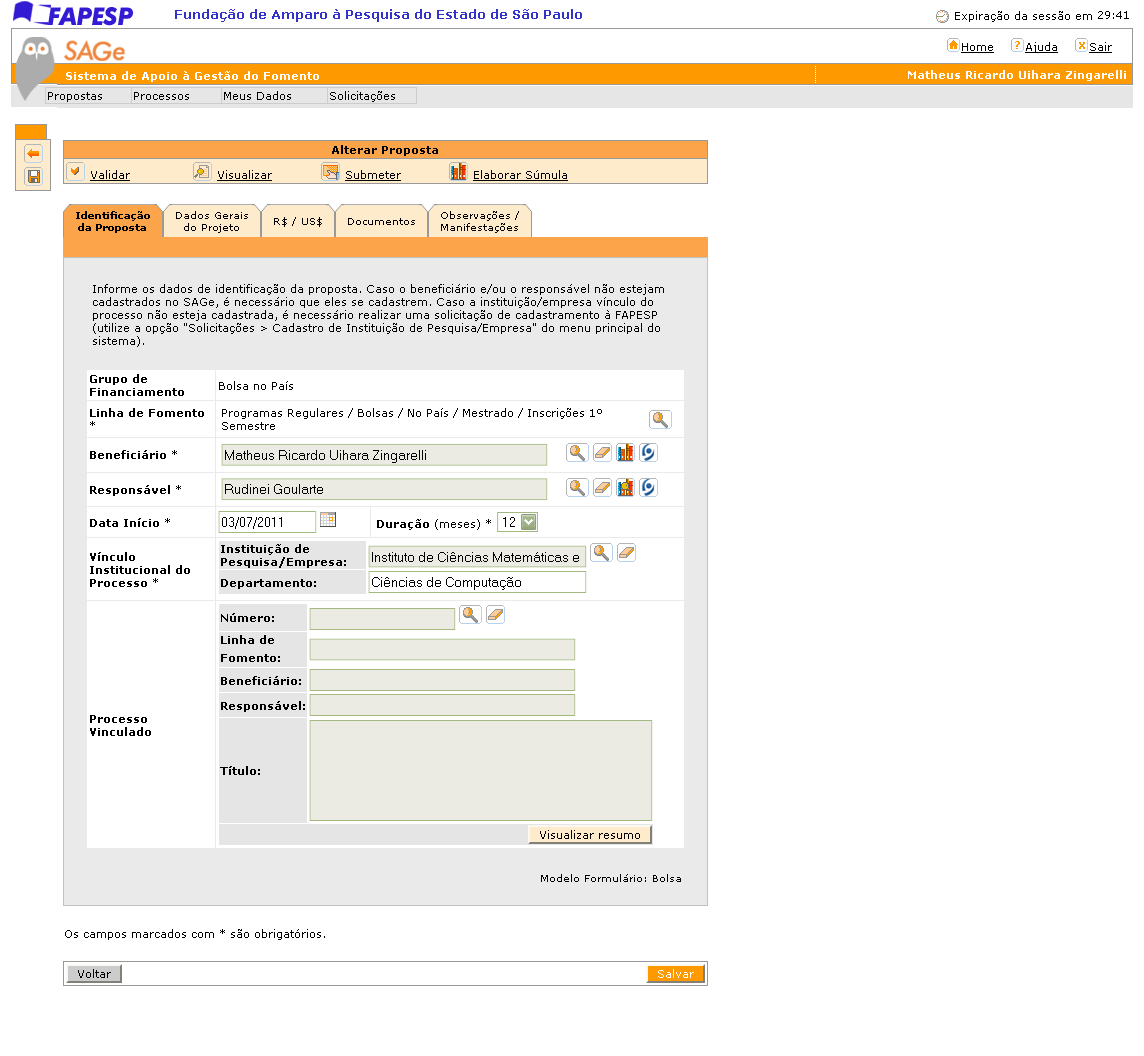 FAPESP
Fundação de Amparo à Pesquisa do Estado de São Paulo
Expiração da sessão em 29:41
SAGe
Home
? Ajuda
x Sair
Sistema de Apoio à Gestão do Fomento
Matheus Ricardo Uihara Zingarelli
Propostas
Processos
Meus Dados
Solicitações
Alterar Proposta
Validar
Visualizar
Submeter
Elaborar Súmula
Identificação
da Proposta
Dados Gerais
do Projeto
R$ / US$
Documentos
Observações /
Manifestações
Informe os dados de identificação da proposta. Caso o beneficiário e/ou o responsável não estejam
cadastrados no SAGe, é necessário que eles se cadastrem. Caso a instituição/empresa vínculo do
processo não esteja cadastrada, é necessário realizar uma solicitação de cadastramento à FAPESP
(utilize a opção "Solicitações > Cadastro de Instituição de Pesquisa/Empresa" do menu principal do
sistema).
Grupo de
Financiamento
Bolsa no País
Linha de Fomento
*
Programas Regulares / Bolsas / No País / Mestrado / Inscrições 1º
Semestre
Beneficiário *
Matheus Ricardo Uihara Zingarelli
Responsável *
Rudinei Goularte
Data Início *
03/07/2011
Duração (meses) *
12
Vínculo
Institucional do
Processo *
Instituição de
Pesquisa/Empresa:
Instituto de Ciências Matemáticas e
Departamento:
Ciências de Computação
Processo
Vinculado
Número:
Linha de
Fomento:
Beneficiário:
Responsável:
Título:
Visualizar resumo
Modelo Formulário: Bolsa
Os campos marcados com * são obrigatórios.
Voltar
Salvar